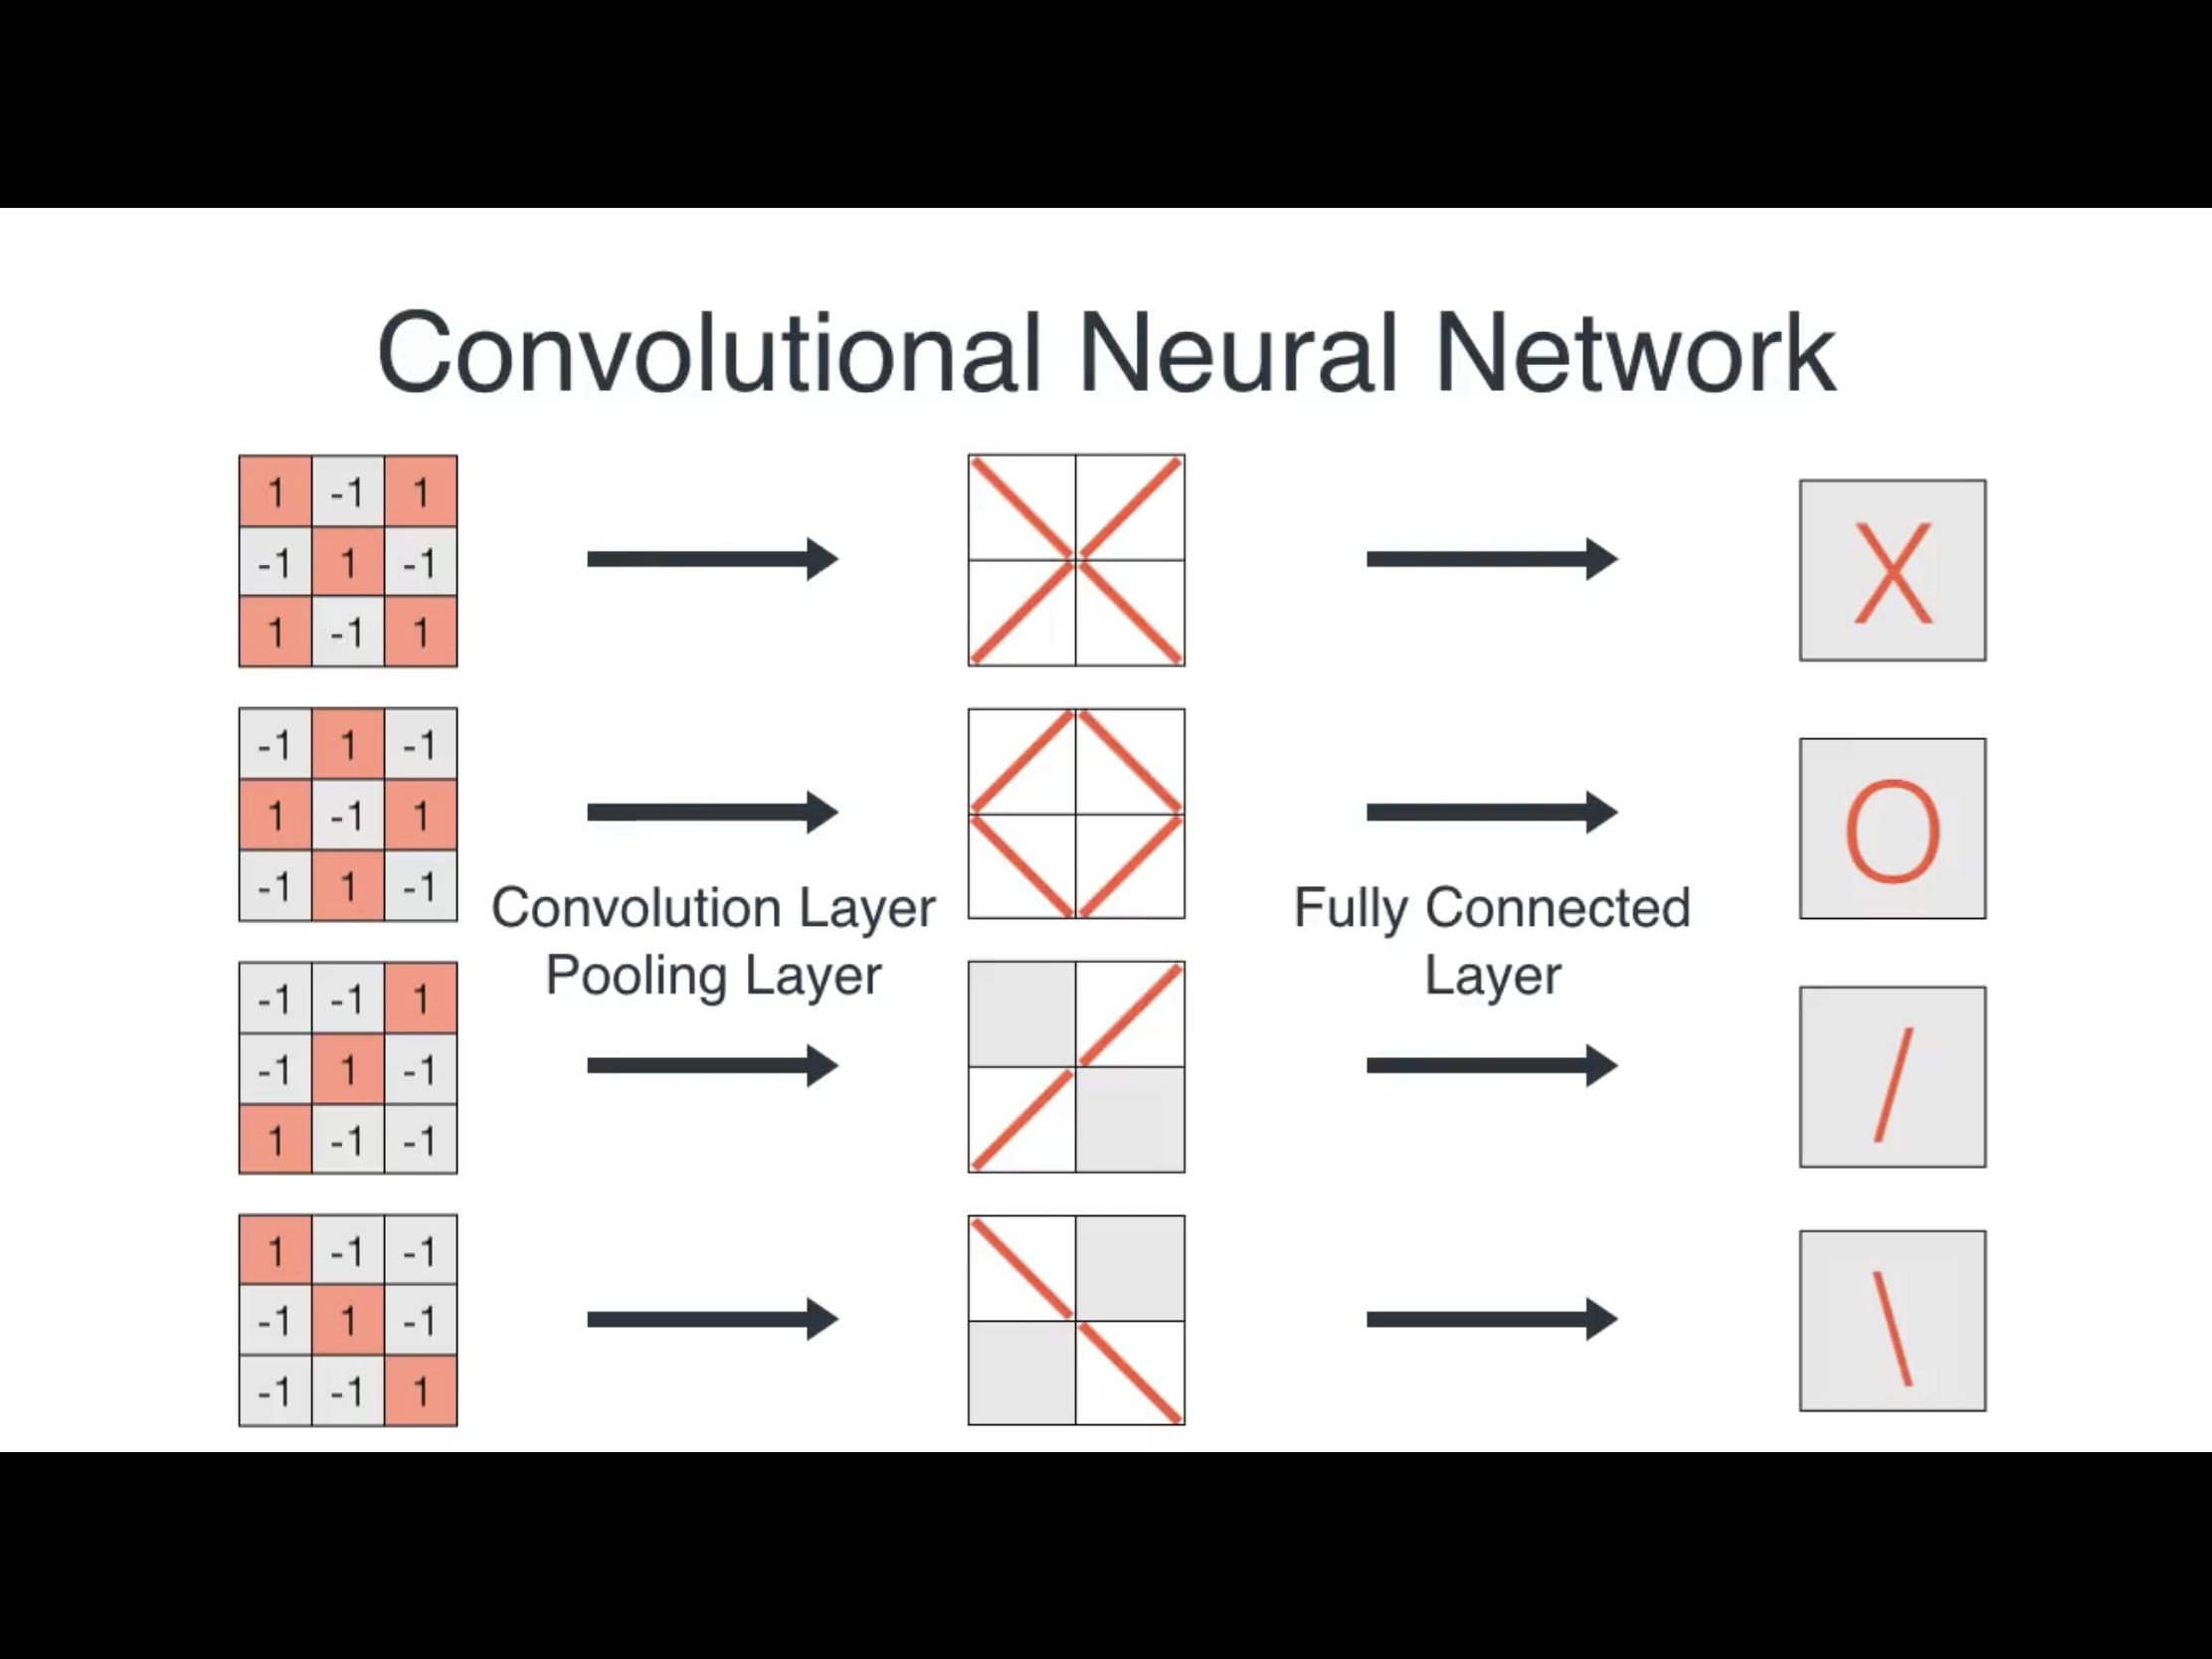 Convolutional Neural Network
1 -1 1
-1 1 -1
1 -1 1
X
-1 1 -1
1 -1 1
-1 1 -1
O
Convolution Layer
Pooling Layer
Fully Connected
Layer
-1 -1 1
-1 1 -1
1 -1 -1
/
1 -1 -1
-1 1 -1
-1 -1 1
\